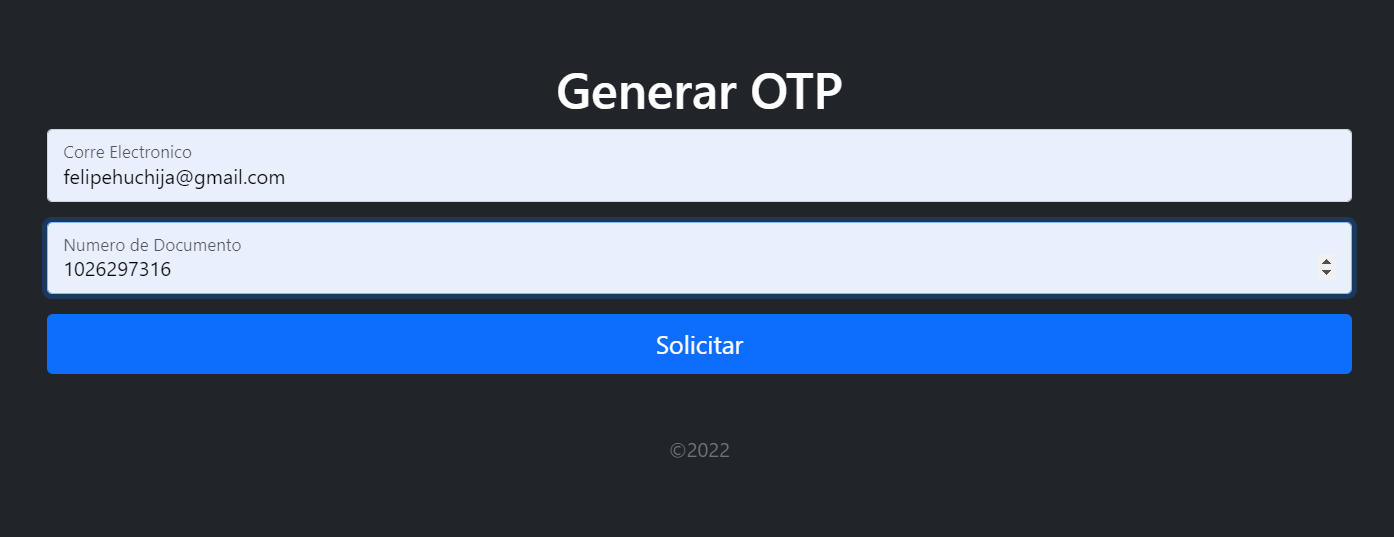 Generar OTP
Corre Electronico
felipehuchija@gmail.com
Numero de Documento
1026297316
Solicitar
©2022